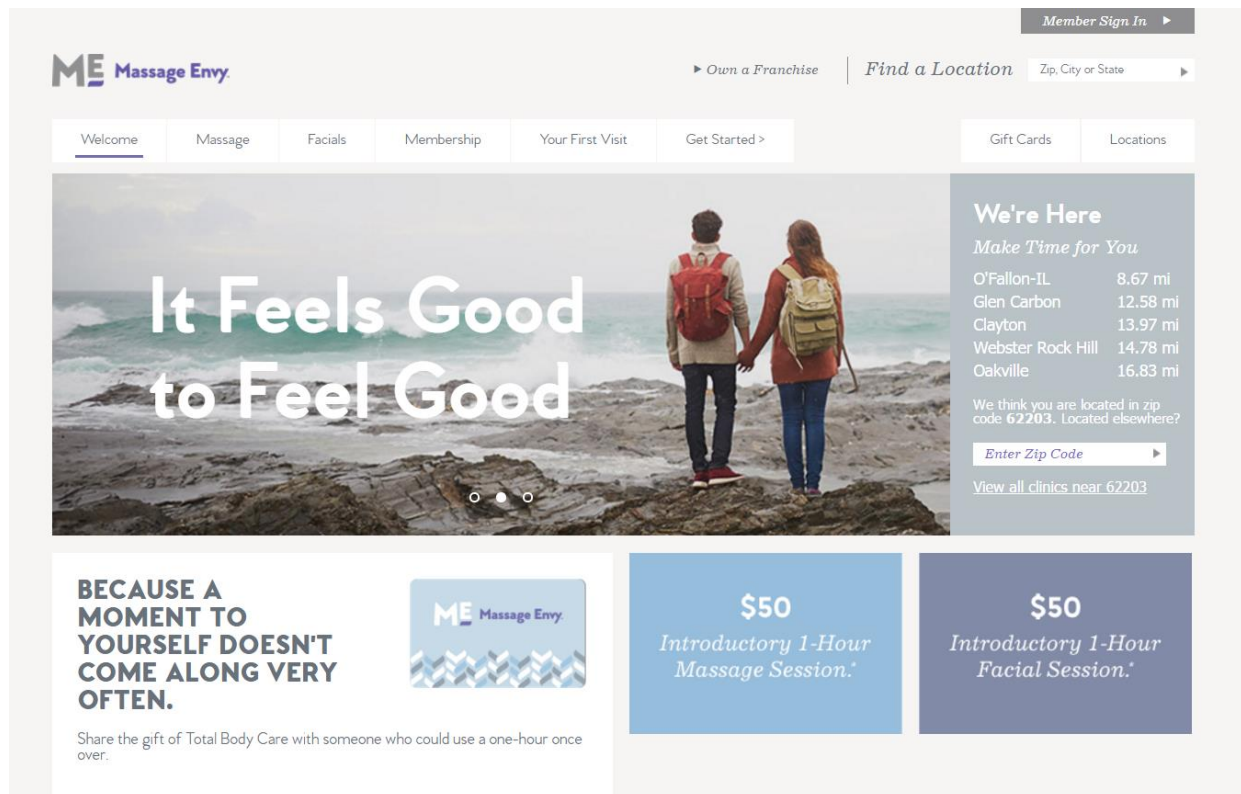 Member Sign In ►
ME Massage Envy.
► Own a Franchise
Find a Location
Zip, City or State ►
Welcome
Massage
Facials
Membership
Your First Visit
Get Started >
Gift Cards
Locations
It Feels Good
to Feel Good
We're Here
Make Time for You
O'Fallon-IL 8.67 mi
Glen Carbon 12.58 mi
Clayton 13.97 mi
Webster Rock Hill 14.78 mi
Oakville 16.83 mi
We think you are located in zip
code 62203. Located elsewhere?
Enter Zip Code ►
View all clinics near 62203
BECAUSE A
MOMENT TO
YOURSELF DOESN'T
COME ALONG VERY
OFTEN.
ME Massage Envy.
Share the gift of Total Body Care with someone who could use a one-hour once
over.
$50
Introductory 1-Hour
Massage Session.*
$50
Introductory 1-Hour
Facial Session.*